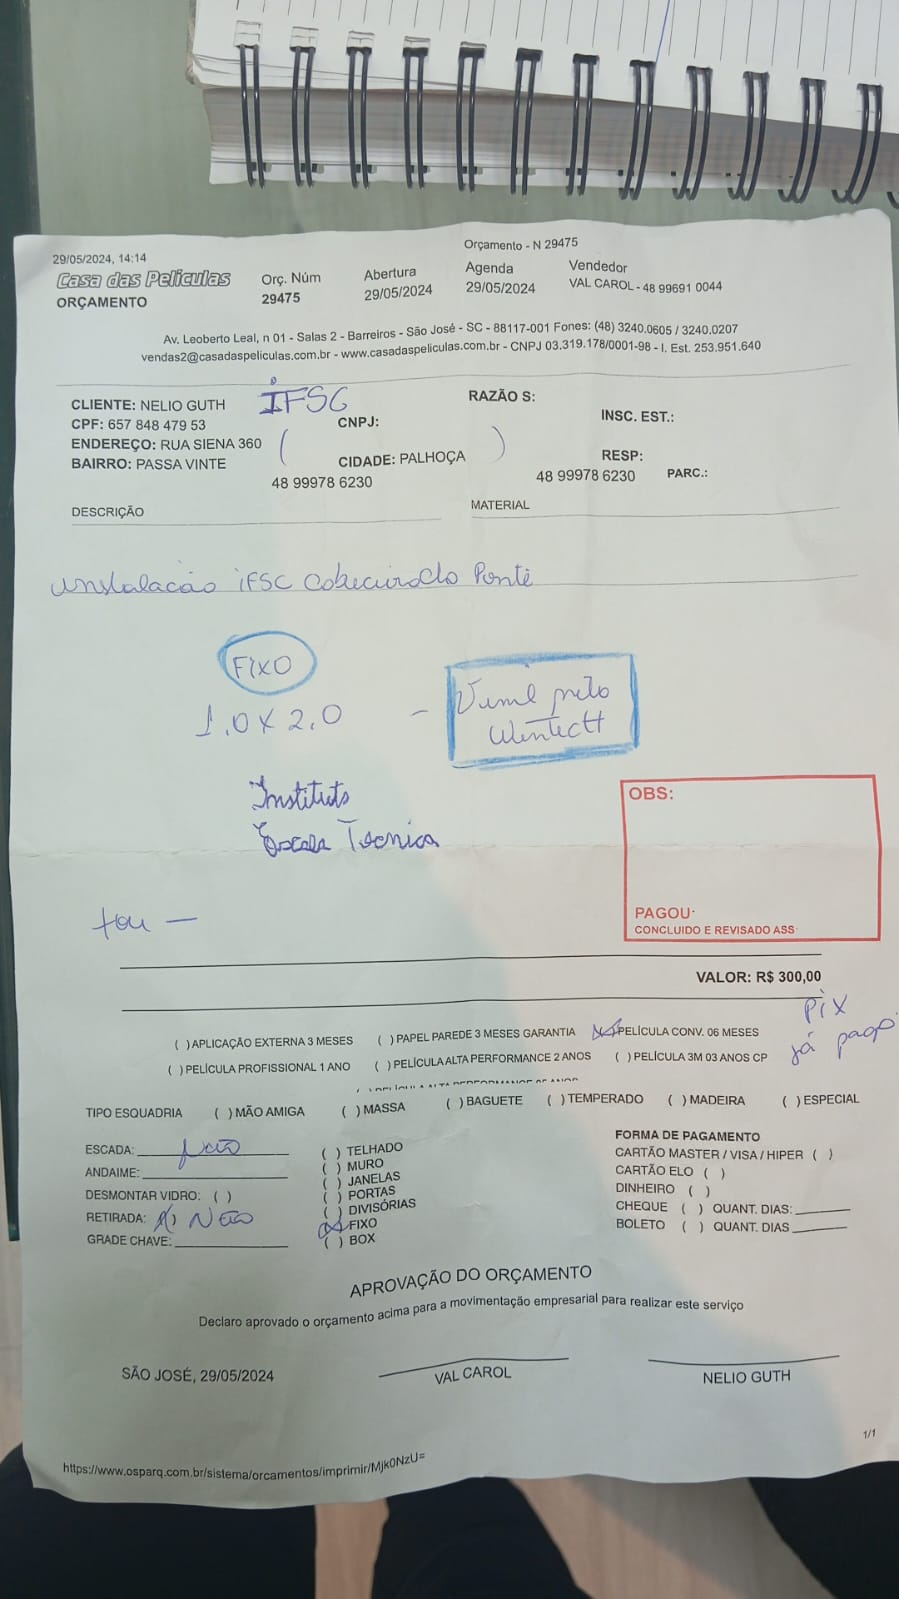 Orçamento - N 29475
29/05/2024, 14:14
Casa das Películas
ORÇAMENTO
Orç. Núm
29475
Abertura
29/05/2024
Agenda
29/05/2024
Vendedor
VAL CAROL - 48 99691 0044
Av. Leoberto Leal, n 01 - Salas 2 - Barreiros - São José - SC - 88117-001 Fones: (48) 3240.0605 / 3240.0207
vendas2@casadaspeliculas.com.br - www.casadaspeliculas.com.br - CNPJ 03.319.178/0001-98 - I. Est. 253.951.640
CLIENTE: NELIO GUTH IFSC RAZÃO S:
CPF: 657 848 479 53 CNPJ: INSC. EST.:
ENDEREÇO: RUA SIENA 360 ( )
BAIRRO: PASSA VINTE CIDADE: PALHOÇA RESP:
48 99978 6230 48 99978 6230 PARC.:
DESCRIÇÃO MATERIAL
instalacão iFSC Ponte
FIXO
1.0 X 2.0 -
Instituto
Escola Técnica
OBS:
PAGOU:
CONCLUIDO E REVISADO ASS
VALOR: R$ 300,00
Pix
já pago
( ) APLICAÇÃO EXTERNA 3 MESES ( ) PAPEL PAREDE 3 MESES GARANTIA PELÍCULA CONV. 06 MESES
( ) PELÍCULA PROFISSIONAL 1 ANO ( ) PELÍCULA ALTA PERFORMANCE 2 ANOS ( ) PELÍCULA 3M 03 ANOS CP
TIPO ESQUADRIA ( ) MÃO AMIGA ( ) MASSA ( ) BAGUETE ( ) TEMPERADO ( ) MADEIRA ( ) ESPECIAL
ESCADA: não
ANDAIME:
DESMONTAR VIDRO: ( )
RETIRADA: (X) NÃO
GRADE CHAVE:
( ) TELHADO
( ) MURO
( ) JANELAS
( ) PORTAS
( ) DIVISÓRIAS
(X) FIXO
( ) BOX
FORMA DE PAGAMENTO
CARTÃO MASTER / VISA / HIPER ( )
CARTÃO ELO ( )
DINHEIRO ( )
CHEQUE ( ) QUANT. DIAS:
BOLETO ( ) QUANT. DIAS
APROVAÇÃO DO ORÇAMENTO
Declaro aprovado o orçamento acima para a movimentação empresarial para realizar este serviço
SÃO JOSÉ, 29/05/2024 VAL CAROL NELIO GUTH
1/1
https://www.osparq.com.br/sistema/orcamentos/imprimir/Mjk0NzU=